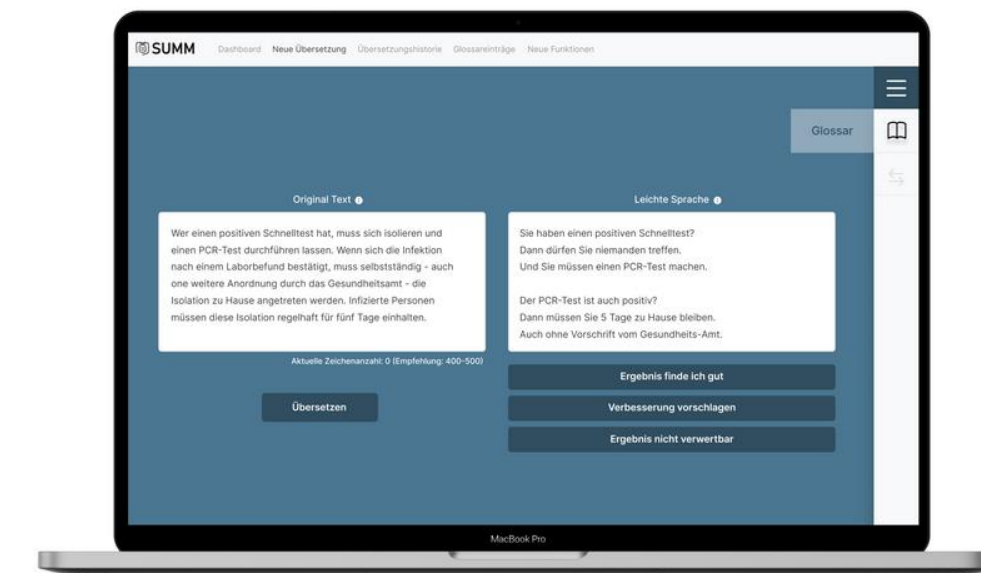 SUMM Dashboard Neue Übersetzung Übersetzungshistorie Glossareinträge Neue Funktionen
Glossar
Original Text
Wer einen positiven Schnelltest hat, muss sich isolieren und
einen PCR-Test durchführen lassen. Wenn sich die Infektion
nach einem Laborbefund bestätigt, muss selbstständig - auch
one weitere Anordnung durch das Gesundheitsamt - die
Isolation zu Hause angetreten werden. Infizierte Personen
müssen diese Isolation regelhaft für fünf Tage einhalten.
Aktuelle Zeichenanzahl: 0 (Empfehlung: 400-500)
Übersetzen
Leichte Sprache
Sie haben einen positiven Schnelltest?
Dann dürfen Sie niemanden treffen.
Und Sie müssen einen PCR-Test machen.
Der PCR-Test ist auch positiv?
Dann müssen Sie 5 Tage zu Hause bleiben.
Auch ohne Vorschrift vom Gesundheits-Amt.
Ergebnis finde ich gut
Verbesserung vorschlagen
Ergebnis nicht verwertbar
MacBook Pro